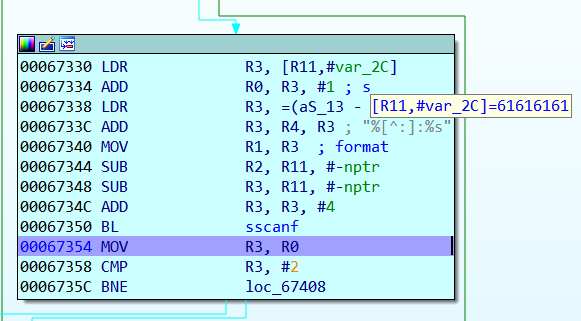 00067330 LDR R3, [R11,#var_2C]
00067334 ADD R0, R3, #1 ; s
00067338 LDR R3, =(aS_13 -
[R11,#var_2C]=61616161
0006733C ADD R3, R4, R3 ; "%[^:]:%s"
00067340 MOV R1, R3 ; format
00067344 SUB R2, R11, #-nptr
00067348 SUB R3, R11, #-nptr
0006734C ADD R3, R3, #4
00067350 BL sscanf
00067354 MOV R3, R0
00067358 CMP R3, #2
0006735C BNE loc_67408